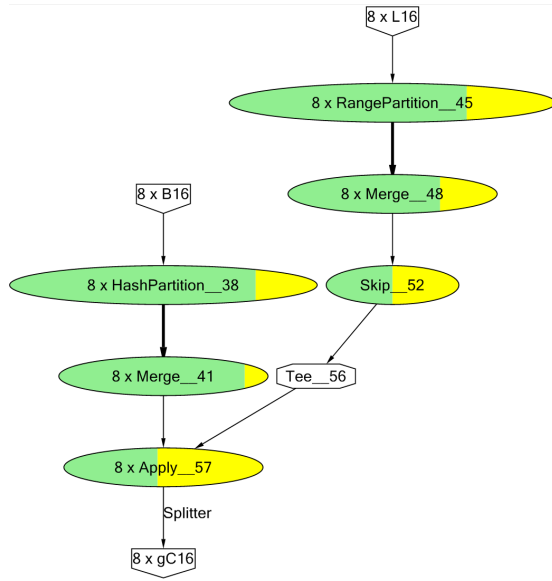 8 x L16
8 x RangePartition__45
8 x Merge__48
8 x B16
8 x HashPartition__38
Skip__52
8 x Merge__41
Tee__56
8 x Apply__57
Splitter
8 x gC16